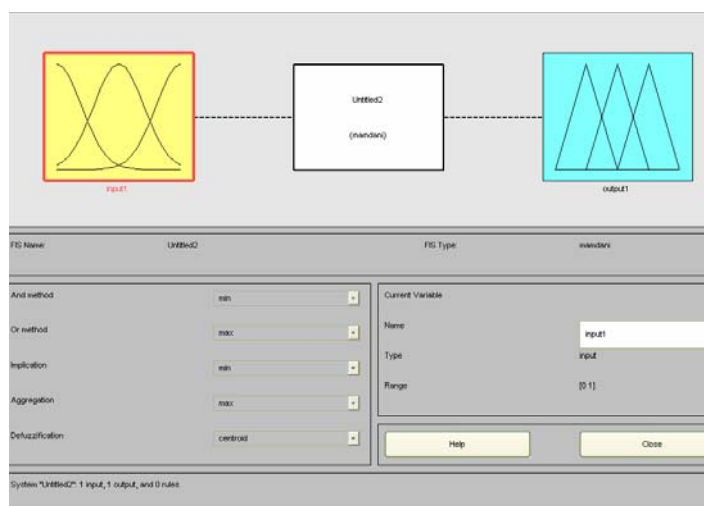 Untitled2
(mamdani)
input1
output1
FIS Name: Untitled2 FIS Type: mamdani
And method min
Or method max
Implication min
Aggregation max
Defuzzification centroid
Current Variable
Name input1
Type input
Range [0 1]
Help Close
System "Untitled2": 1 input, 1 output, and 0 rules